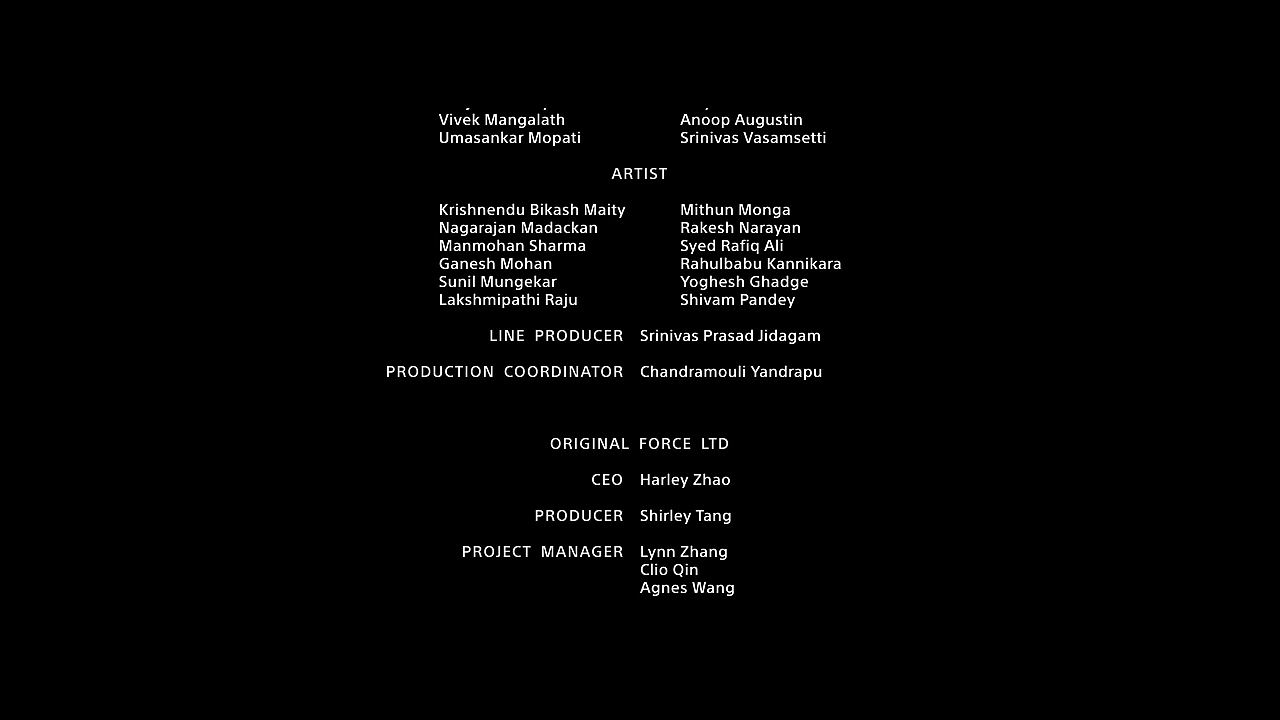 Vivek Mangalath Anoop Augustin
Umasankar Mopati Srinivas Vasamsetti
ARTIST
Krishnendu Bikash Maity Mithun Monga
Nagarajan Madackan Rakesh Narayan
Manmohan Sharma Syed Rafiq Ali
Ganesh Mohan Rahulbabu Kannikara
Sunil Mungekar Yoghesh Ghadge
Lakshmipathi Raju Shivam Pandey
LINE PRODUCER Srinivas Prasad Jidagam
PRODUCTION COORDINATOR Chandramouli Yandrapu
ORIGINAL FORCE LTD
CEO Harley Zhao
PRODUCER Shirley Tang
PROJECT MANAGER Lynn Zhang
Clio Qin
Agnes Wang